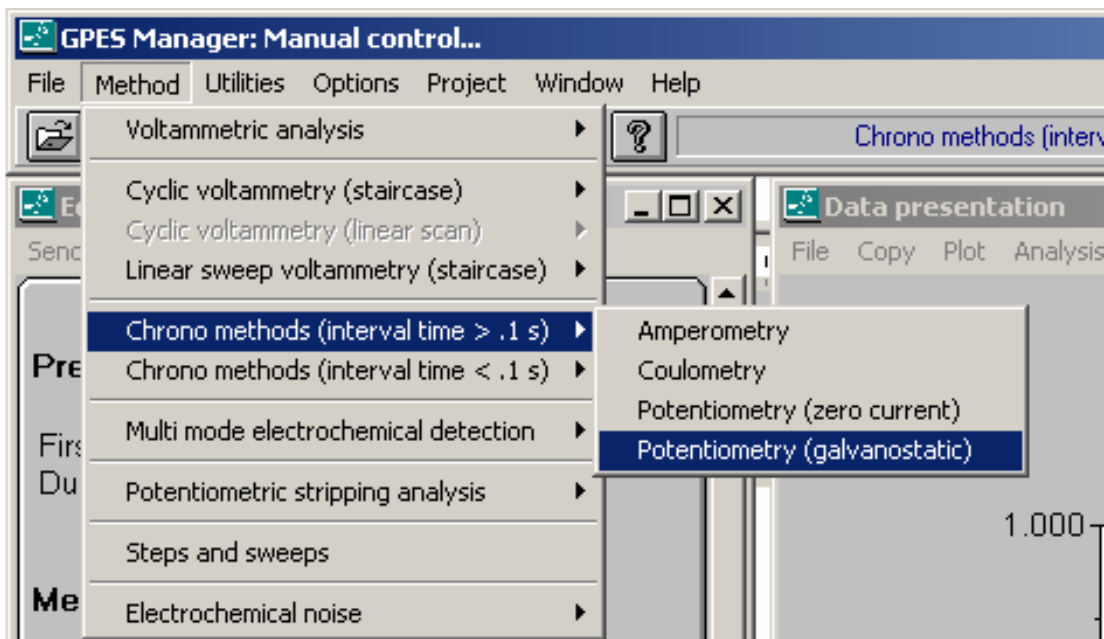 GPES Manager: Manual control...
File Method Utilities Options Project Window Help
Voltammetric analysis
Chrono methods (interv
Cyclic voltammetry (staircase)
Cyclic voltammetry (linear scan)
Linear sweep voltammetry (staircase)
Chrono methods (interval time > .1 s)
Chrono methods (interval time < .1 s)
Multi mode electrochemical detection
Potentiometric stripping analysis
Steps and sweeps
Electrochemical noise
Amperometry
Coulometry
Potentiometry (zero current)
Potentiometry (galvanostatic)
Senc
Pre
Firs
Du
Me
Data presentation
File Copy Plot Analysis
1.000